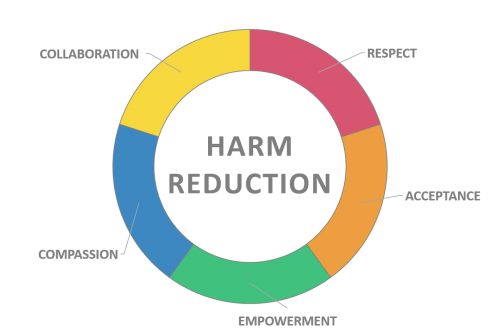 COLLABORATION
RESPECT
HARM
REDUCTION
ACCEPTANCE
COMPASSION
EMPOWERMENT